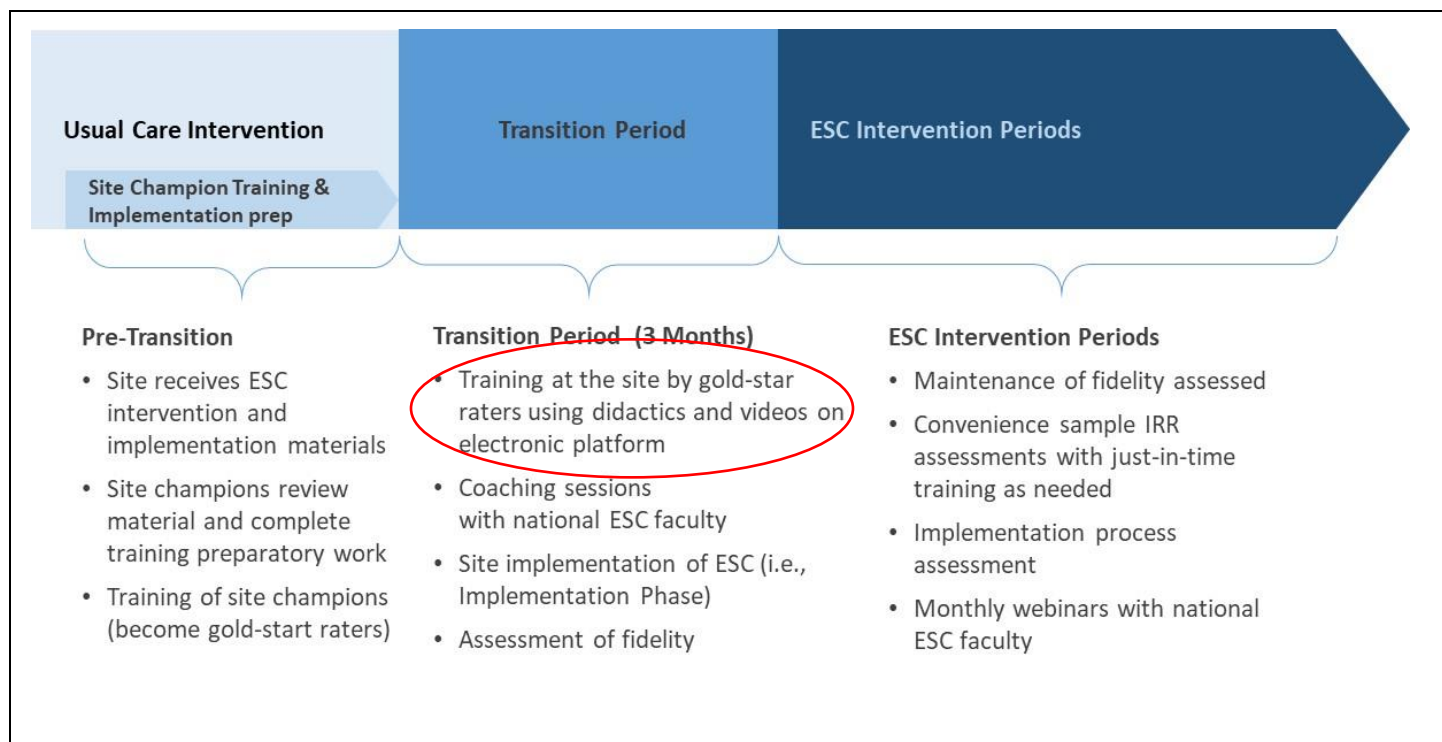 Usual Care Intervention
Site Champion Training &
Implementation prep
Transition Period
ESC Intervention Periods
Pre-Transition
• Site receives ESC
intervention and
implementation materials
• Site champions review
material and complete
training preparatory work
• Training of site champions
(become gold-start raters)
Transition Period (3 Months)
• Training at the site by gold-star
raters using didactics and videos on
electronic platform
• Coaching sessions
with national ESC faculty
• Site implementation of ESC (i.e.,
Implementation Phase)
• Assessment of fidelity
ESC Intervention Periods
• Maintenance of fidelity assessed
• Convenience sample IRR
assessments with just-in-time
training as needed
• Implementation process
assessment
• Monthly webinars with national
ESC faculty